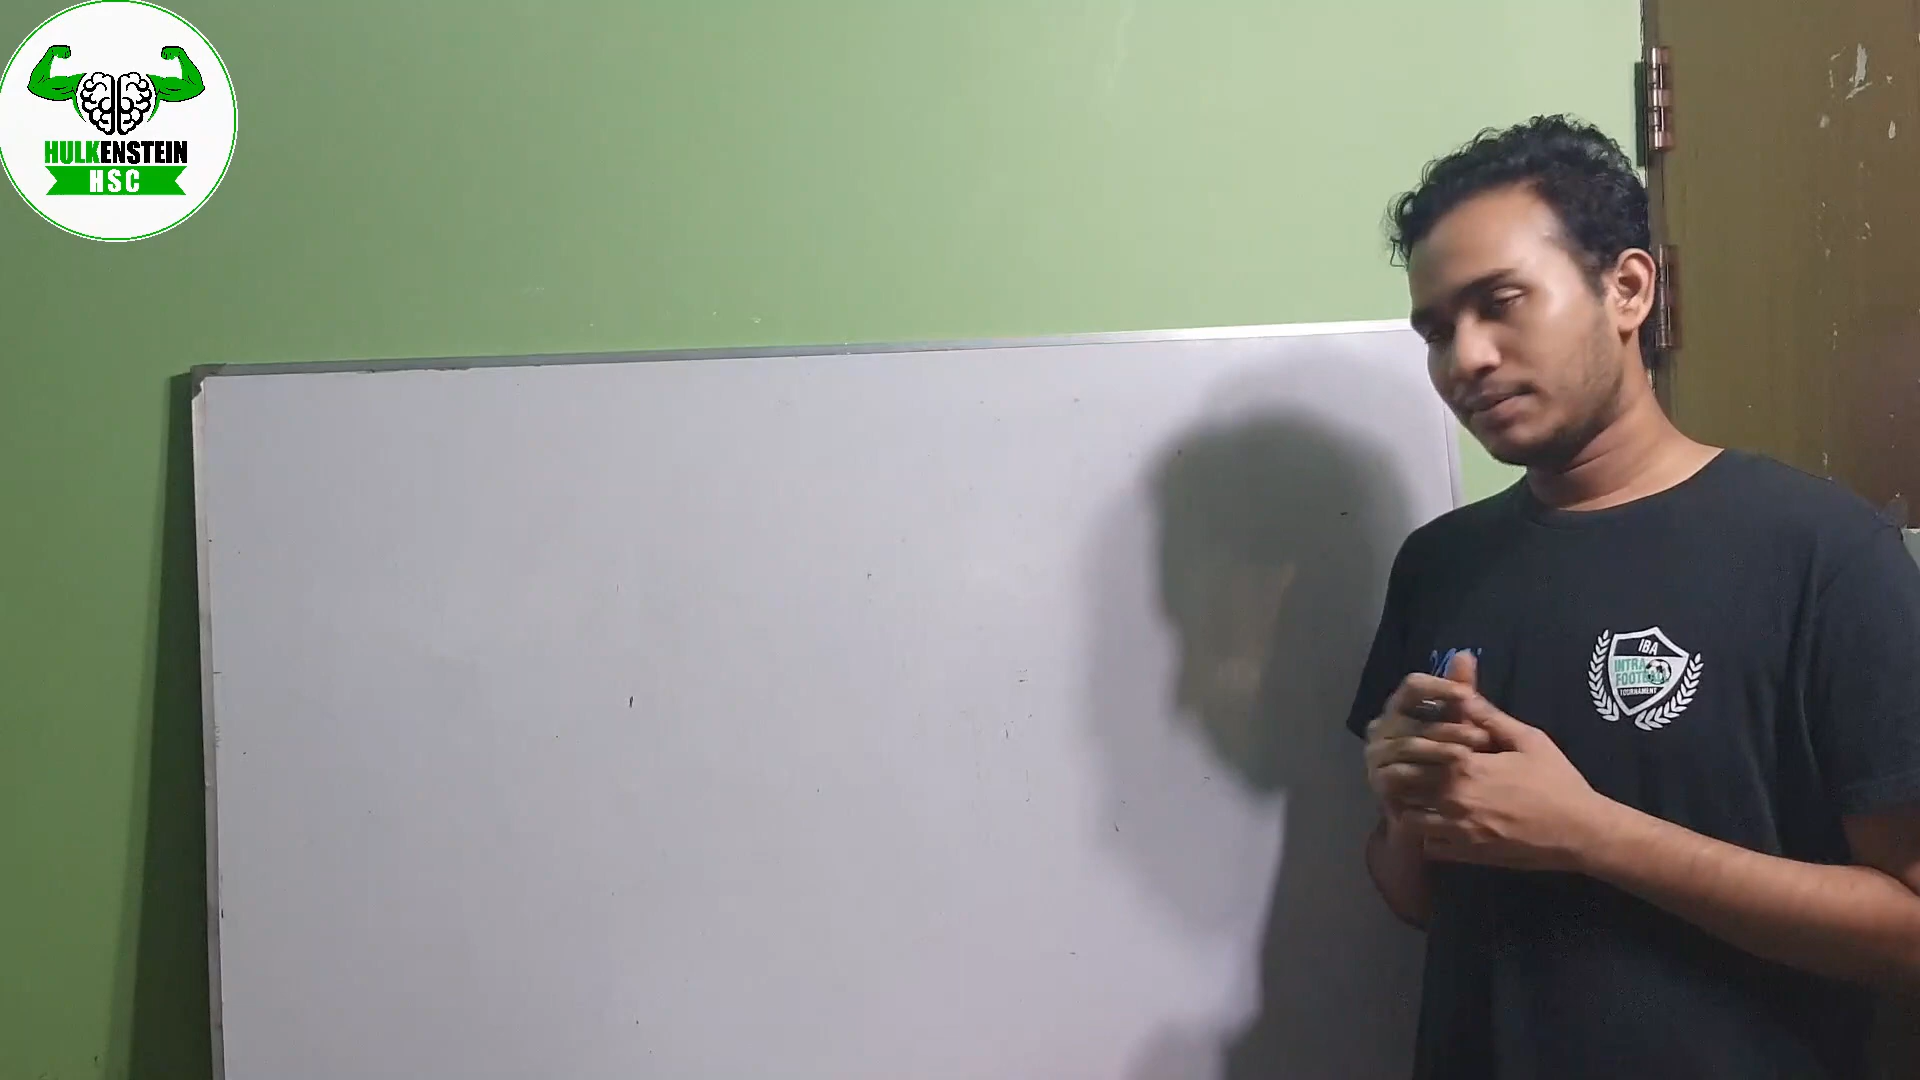 HULKENSTEIN
HSC
IBA
INTRA
FOOTBALL
TOURNAMENT